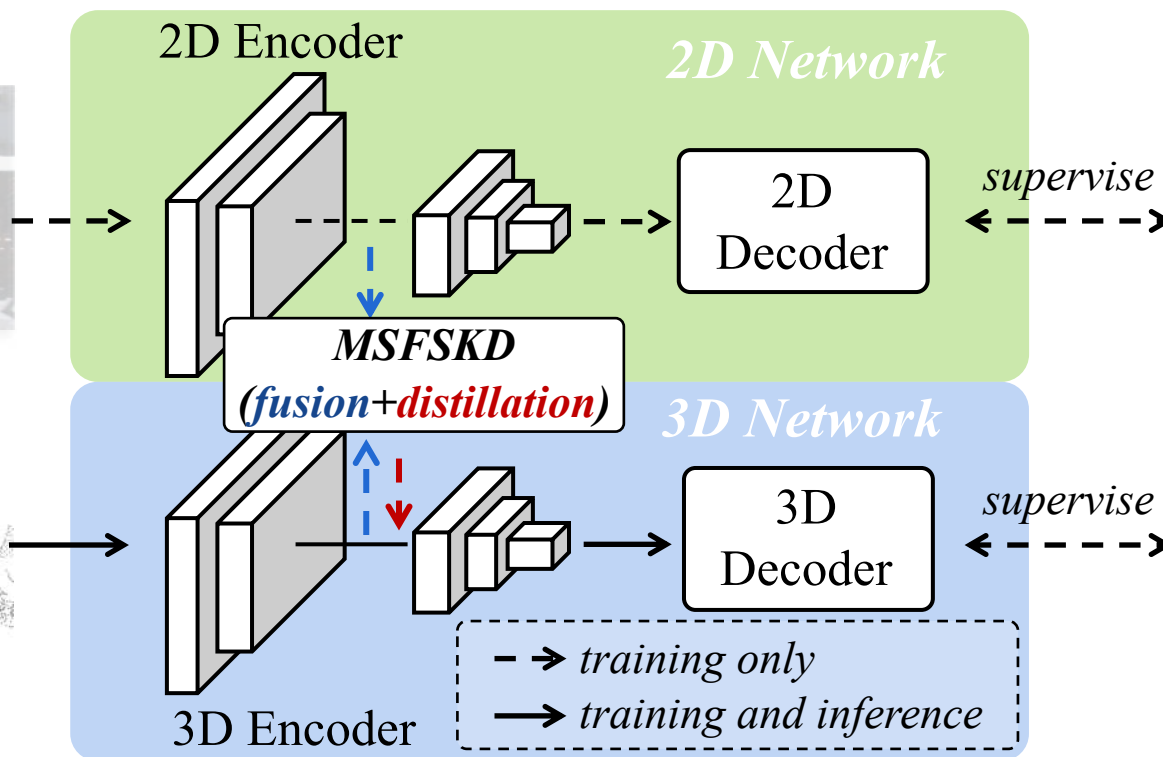 2D Encoder
2D Network
supervise
2D
Decoder
MSFSKD
(fusion+distillation)
3D Network
supervise
3D
Decoder
3D Encoder
training only
training and inference